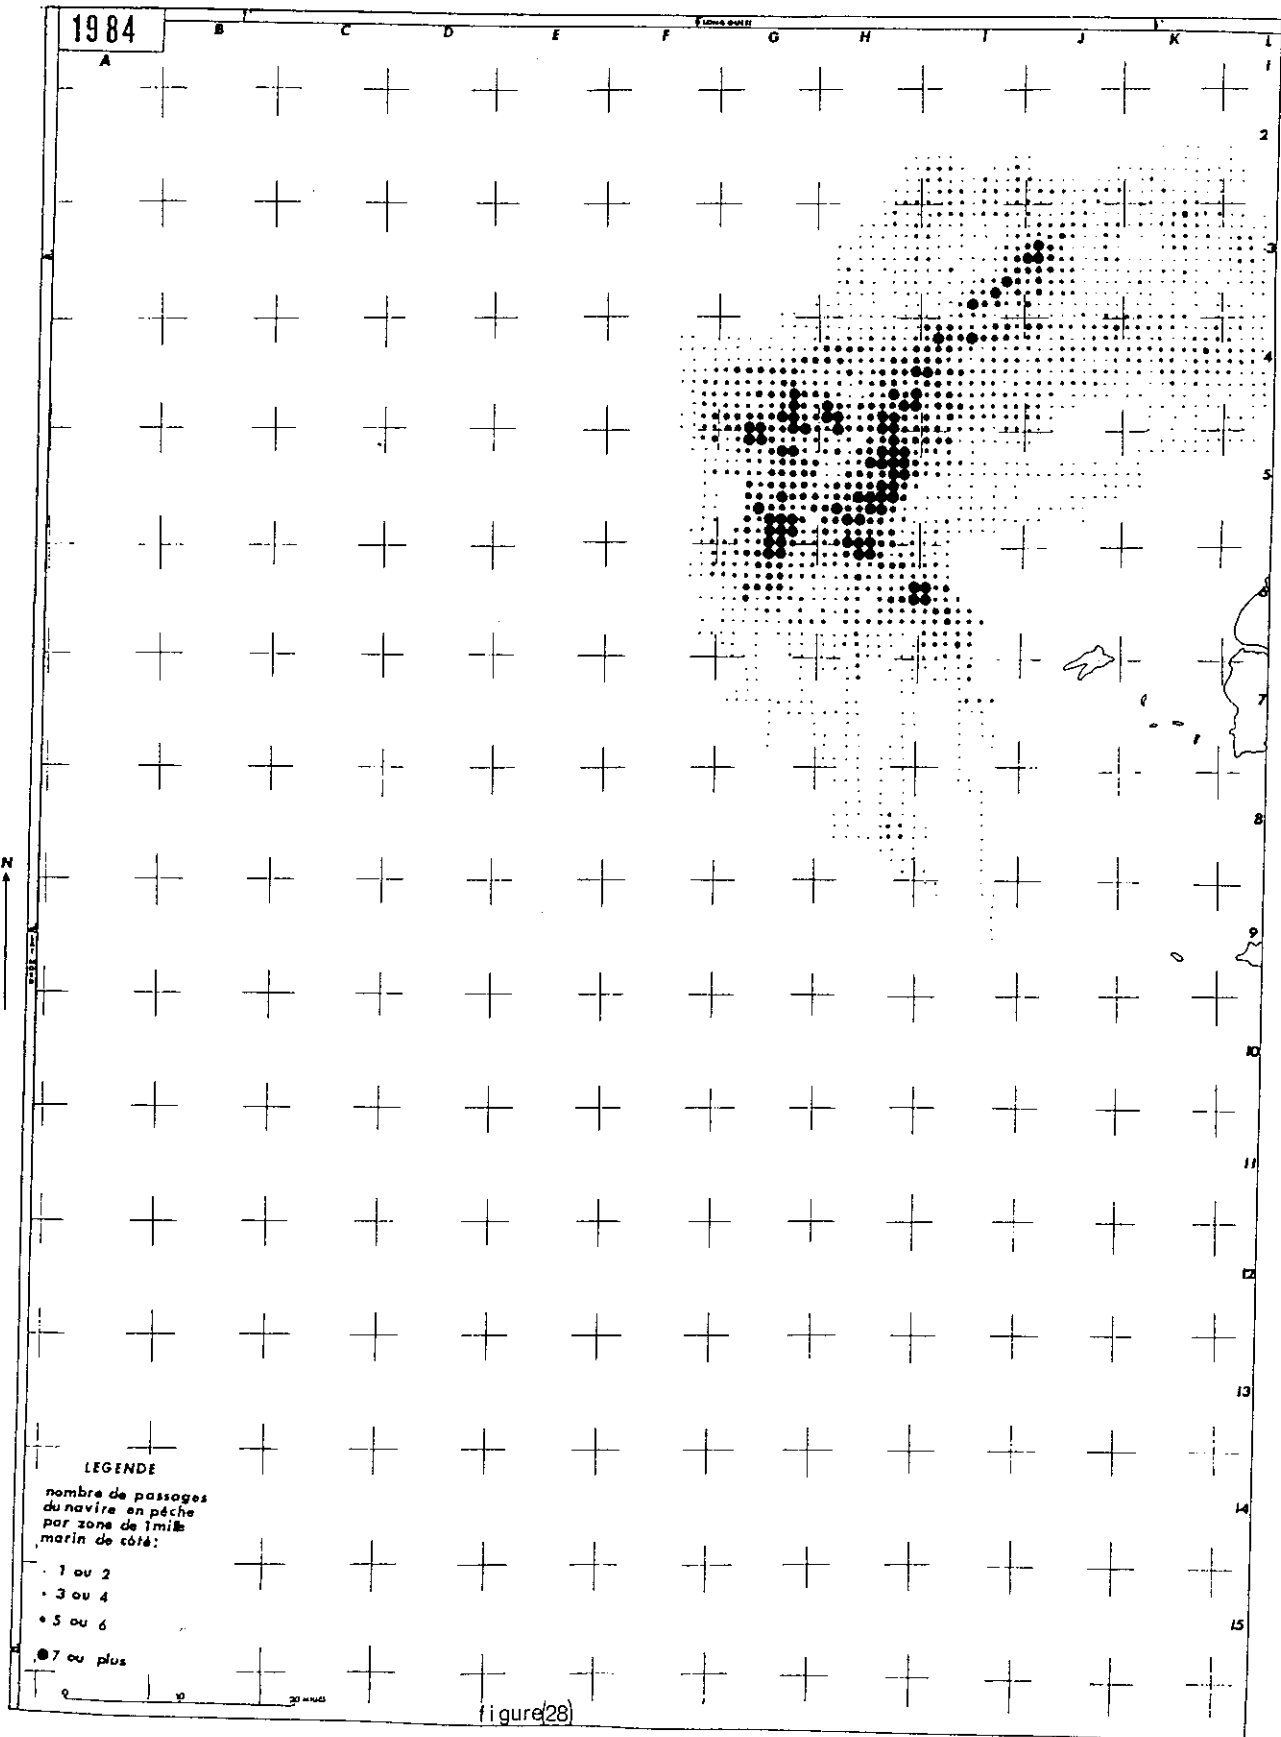 1984
LONG OUEST
A B C D E F G H I J K L
1
2
3
4
5
6
7
8
9
10
11
12
13
14
15
N
LEGENDE
nombre de passages
du navire en pêche
par zone de 1 mille
marin de côté:
1 ou 2
3 ou 4
5 ou 6
7 ou plus
0 10 20 MILLES
figure(28)